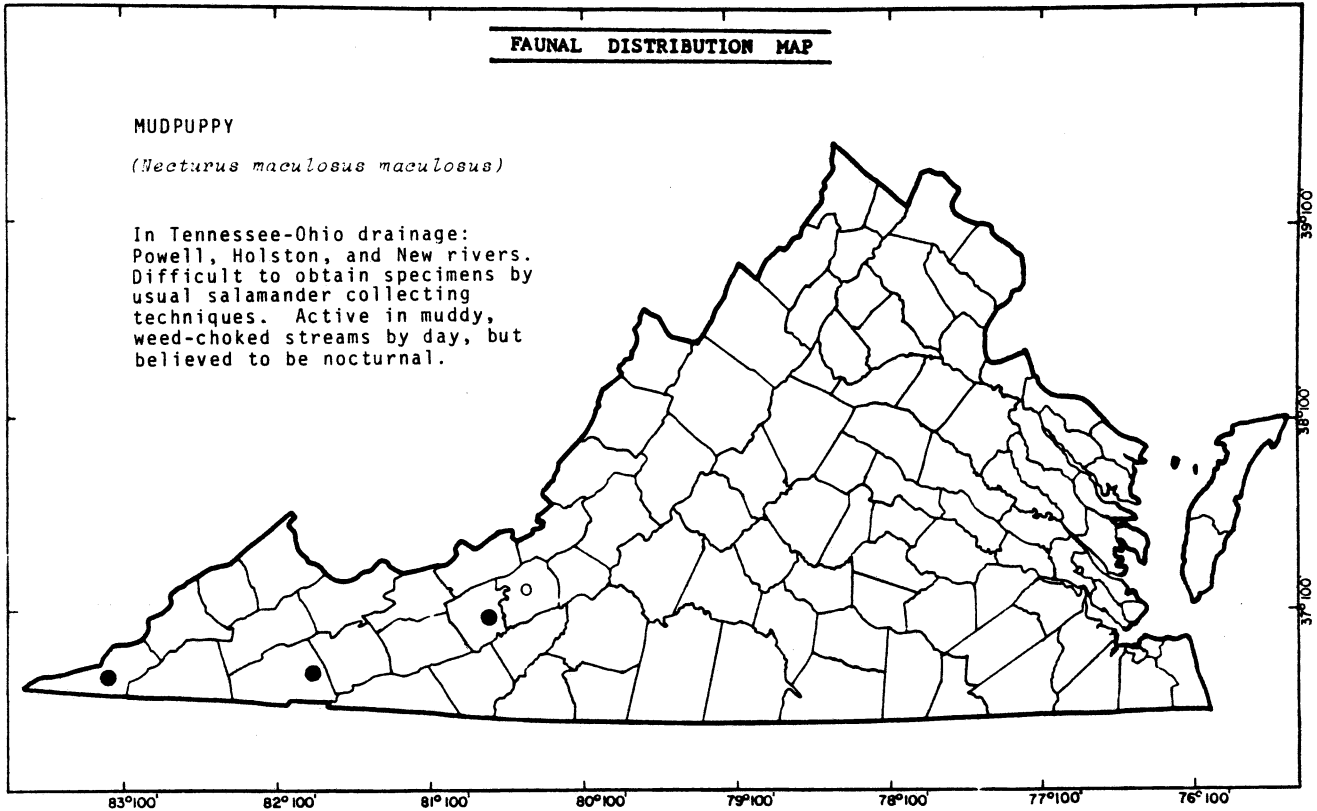 FAUNAL DISTRIBUTION MAP
MUDPUPPY
(Necturus maculosus maculosus)
In Tennessee-Ohio drainage:
Powell, Holston, and New rivers.
Difficult to obtain specimens by
usual salamander collecting
techniques. Active in muddy,
weed-choked streams by day, but
believed to be nocturnal.
39°00'
38°00'
37°00'
83°00'
82°00'
81°00'
80°00'
79°00'
78°00'
77°00'
76°00'